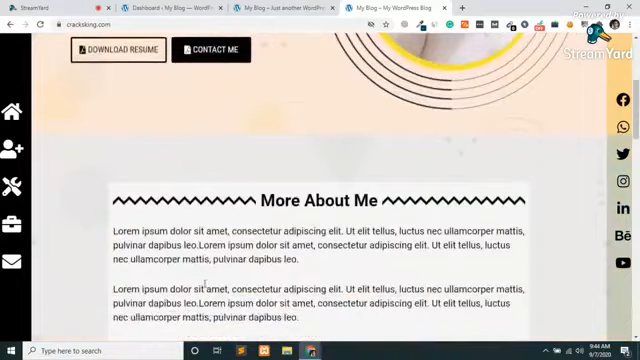 StreamYard
Dashboard ‹ My Blog — WordPr
My Blog – Just another WordPre
My Blog – My WordPress Blog
cracksking.com
Powered by
StreamYard
DOWNLOAD RESUME
CONTACT ME
More About Me
Lorem ipsum dolor sit amet, consectetur adipiscing elit. Ut elit tellus, luctus nec ullamcorper mattis,
pulvinar dapibus leo.Lorem ipsum dolor sit amet, consectetur adipiscing elit. Ut elit tellus, luctus
nec ullamcorper mattis, pulvinar dapibus leo.
Lorem ipsum dolor sit amet, consectetur adipiscing elit. Ut elit tellus, luctus nec ullamcorper mattis,
pulvinar dapibus leo.Lorem ipsum dolor sit amet, consectetur adipiscing elit. Ut elit tellus, luctus
nec ullamcorper mattis, pulvinar dapibus leo.
Bē
Type here to search
9:44 AM
9/7/2020